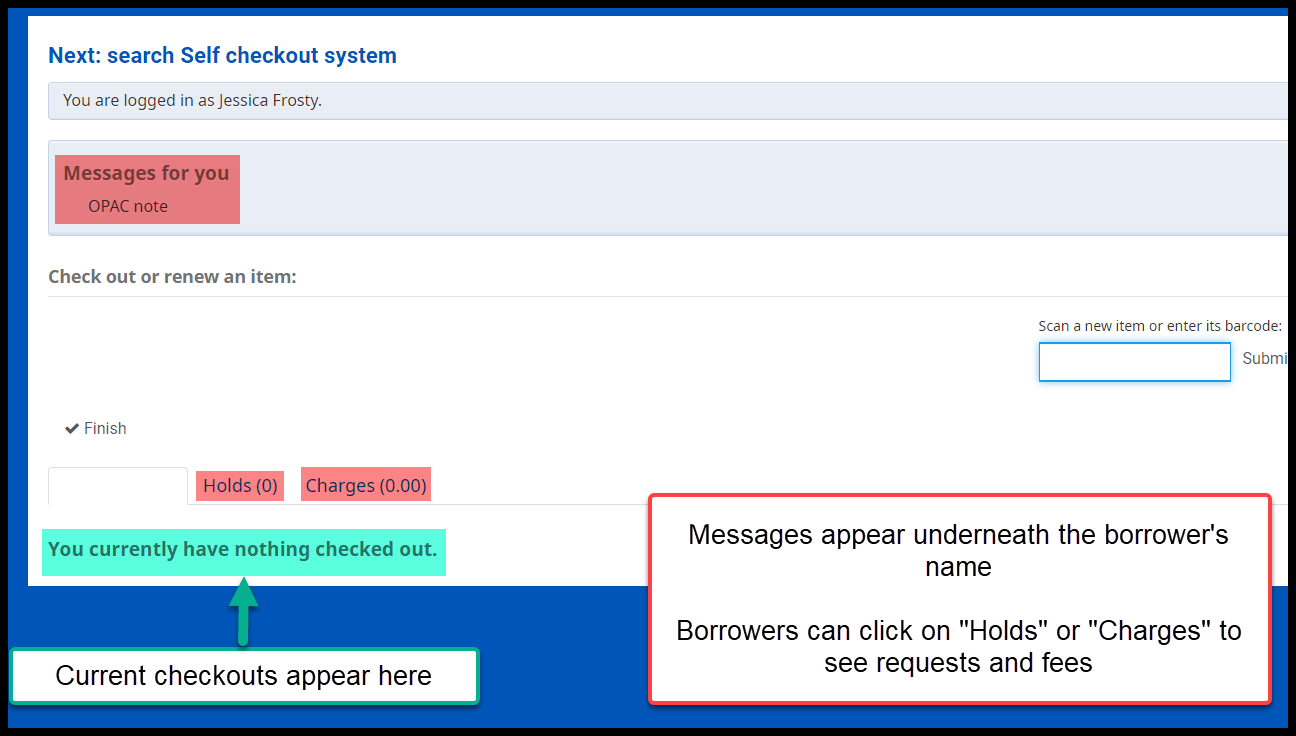 Next: search Self checkout system
You are logged in as Jessica Frosty.
Messages for you
OPAC note
Check out or renew an item:
Scan a new item or enter its barcode:
Submi
Finish
Holds (0) Charges (0.00)
You currently have nothing checked out.
Messages appear underneath the borrower's
name
Borrowers can click on "Holds" or "Charges" to
see requests and fees
Current checkouts appear here